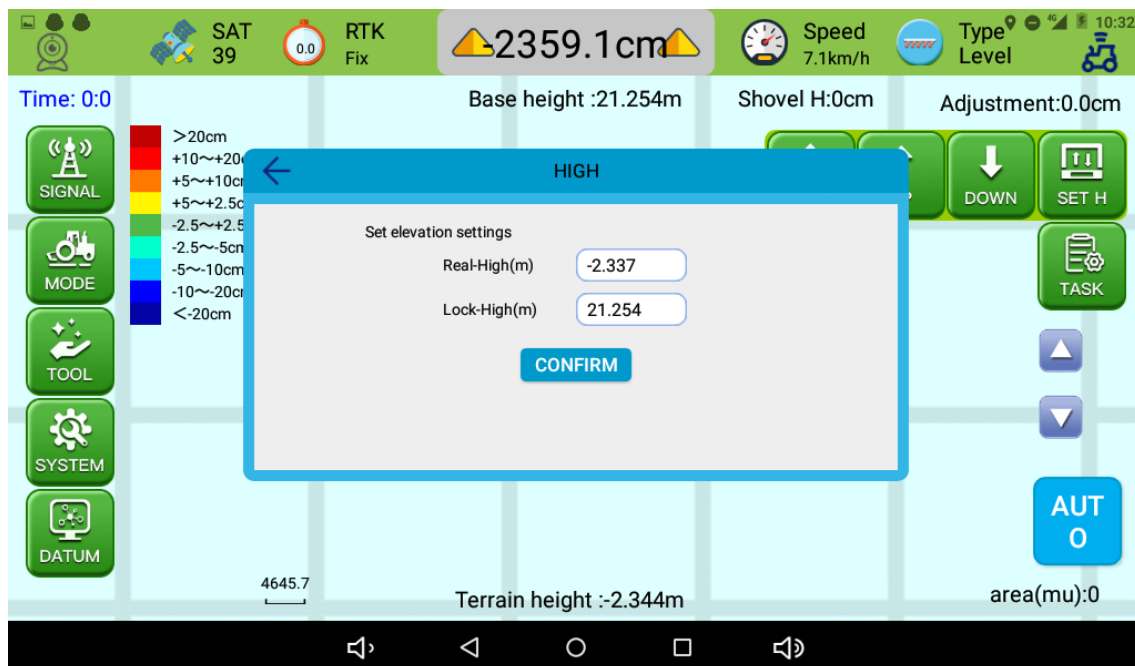 SAT
39
0.0
RTK
Fix
-2359.1cm
Speed
7.1km/h
Type
Level
4G
10:32
Time: 0:0
Base height :21.254m
Shovel H:0cm
Adjustment:0.0cm
SIGNAL
MODE
TOOL
SYSTEM
DATUM
>20cm
+10~+20
+5~+10cm
+5~+2.5c
-2.5~+2.5
-2.5~-5cm
-5~-10cm
-10~-20cm
<-20cm
HIGH
Set elevation settings
Real-High(m)
-2.337
Lock-High(m)
21.254
CONFIRM
DOWN
SET H
TASK
AUT
O
4645.7
Terrain height :-2.344m
area(mu):0